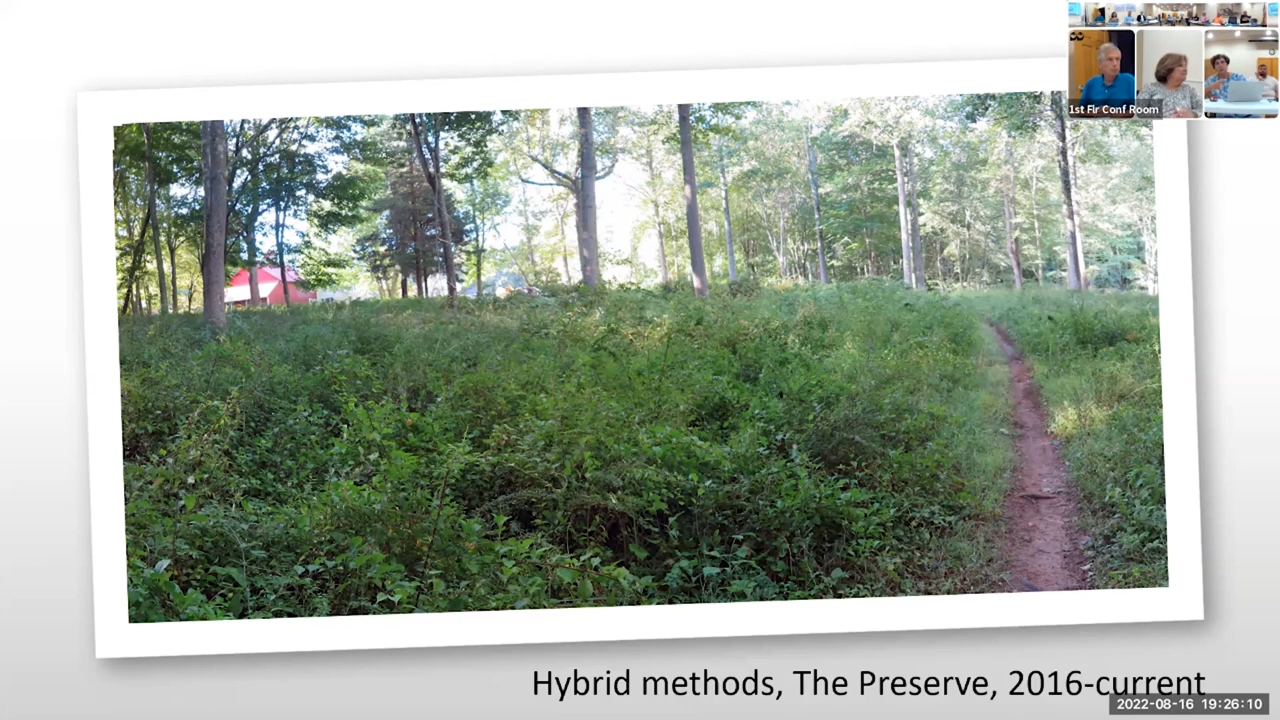 1st Flr Conf Room
Hybrid methods, The Preserve, 2016-current
2022-08-16 19:26:10